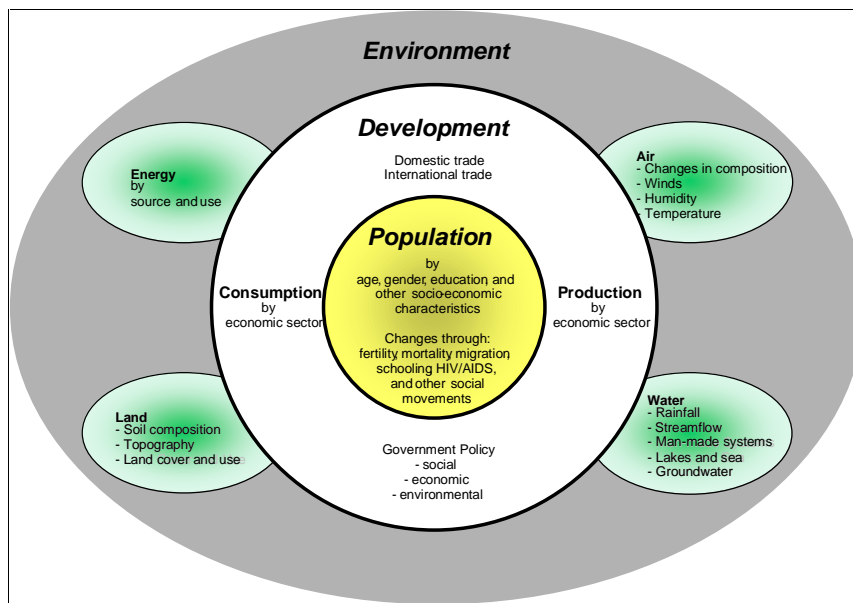 Environment
Development
Domestic trade
International trade
Energy
by
source and use
Air
- Changes in composition
- Winds
- Humidity
- Temperature
Population
by
age, gender, education, and
other socio-economic
characteristics
Changes through:
fertility, mortality, migration,
schooling HIV/AIDS,
and other social
movements
Consumption
by
economic sector
Production
by
economic sector
Land
- Soil composition
- Topography
- Land cover and use
Water
- Rainfall
- Streamflow
- Man-made systems
- Lakes and sea
- Groundwater
Government Policy
- social
- economic
- environmental